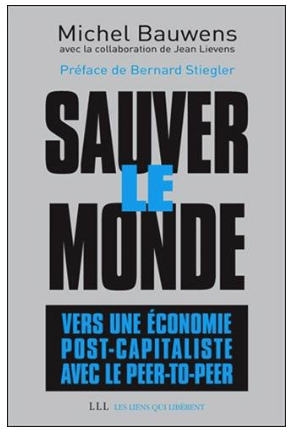 Michel Bauwens
avec la collaboration de Jean Lievens
Préface de Bernard Stiegler
SAUVER
LE
MONDE
VERS UNE ÉCONOMIE
POST-CAPITALISTE
AVEC LE PEER-TO-PEER
LLL LES LIENS QUI LIBÈRENT